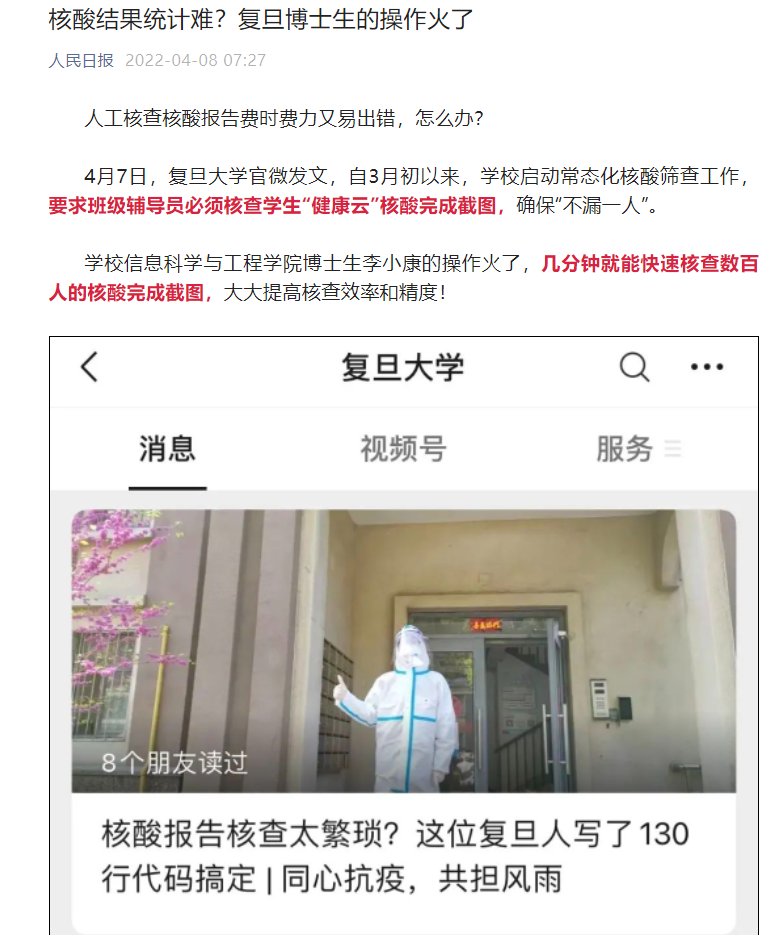 核酸结果统计难？复旦博士生的操作火了
人民日报 2022-04-08 07:27
人工核查核酸报告费时费力又易出错，怎么办？
4月7日，复旦大学官微发文，自3月初以来，学校启动常态化核酸筛查工作，
要求班级辅导员必须核查学生“健康云”核酸完成截图，确保“不漏一人”。
学校信息科学与工程学院博士生李小康的操作火了，几分钟就能快速核查数百
人的核酸完成截图，大大提高核查效率和精度！
复旦大学
消息 视频号 服务
8个朋友读过
核酸报告核查太繁琐？这位复旦人写了130
行代码搞定 | 同心抗疫，共担风雨